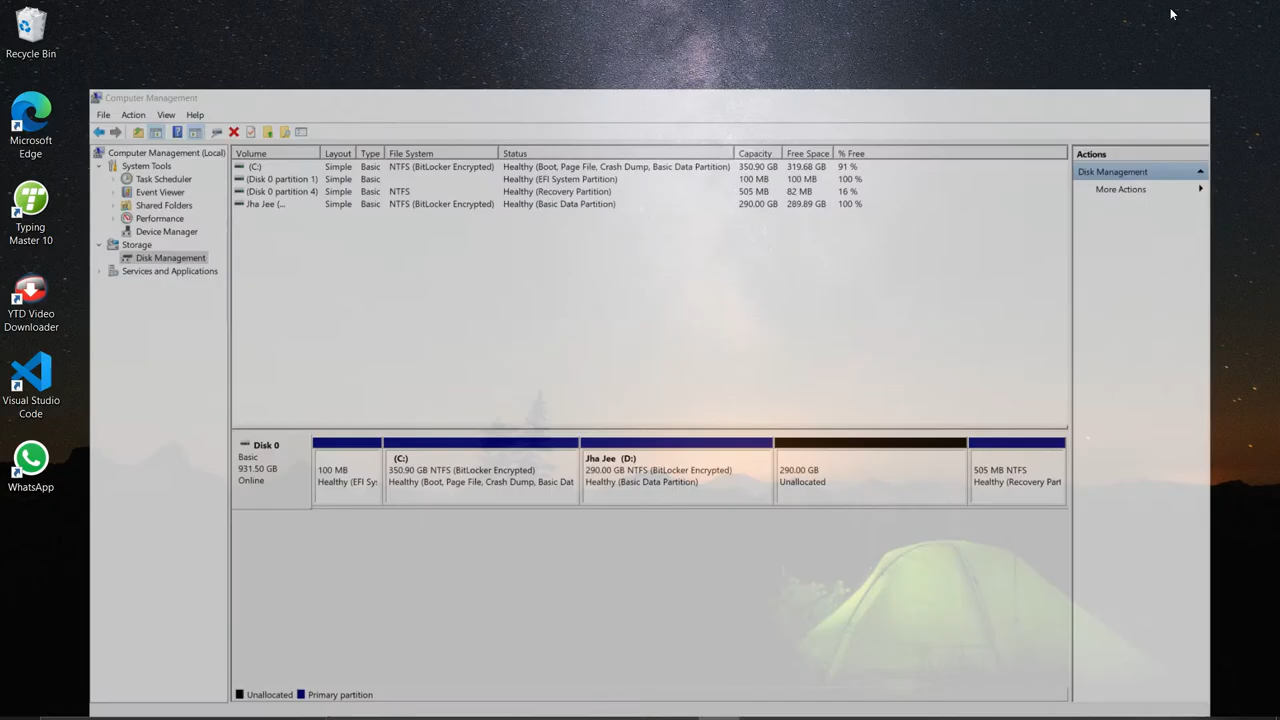 Recycle Bin
Microsoft
Edge
Typing
Master 10
YTD Video
Downloader
Visual Studio
Code
WhatsApp
Computer Management
File Action View Help
Computer Management (Local)
System Tools
Task Scheduler
Event Viewer
Shared Folders
Performance
Device Manager
Storage
Disk Management
Services and Applications
Volume Layout Type File System Status Capacity Free Space % Free
(C:) Simple Basic NTFS (BitLocker Encrypted) Healthy (Boot, Page File, Crash Dump, Basic Data Partition) 350.90 GB 319.68 GB 91 %
(Disk 0 partition 1) Simple Basic Healthy (EFI System Partition) 100 MB 100 MB 100 %
(Disk 0 partition 4) Simple Basic NTFS Healthy (Recovery Partition) 505 MB 82 MB 16 %
Jha Jee (... Simple Basic NTFS (BitLocker Encrypted) Healthy (Basic Data Partition) 290.00 GB 289.89 GB 100 %
Actions
Disk Management
More Actions
Disk 0
Basic
931.50 GB
Online
100 MB
Healthy (EFI Sy:
(C:)
350.90 GB NTFS (BitLocker Encrypted)
Healthy (Boot, Page File, Crash Dump, Basic Dat
Jha Jee (D:)
290.00 GB NTFS (BitLocker Encrypted)
Healthy (Basic Data Partition)
290.00 GB
Unallocated
505 MB NTFS
Healthy (Recovery Part
Unallocated Primary partition